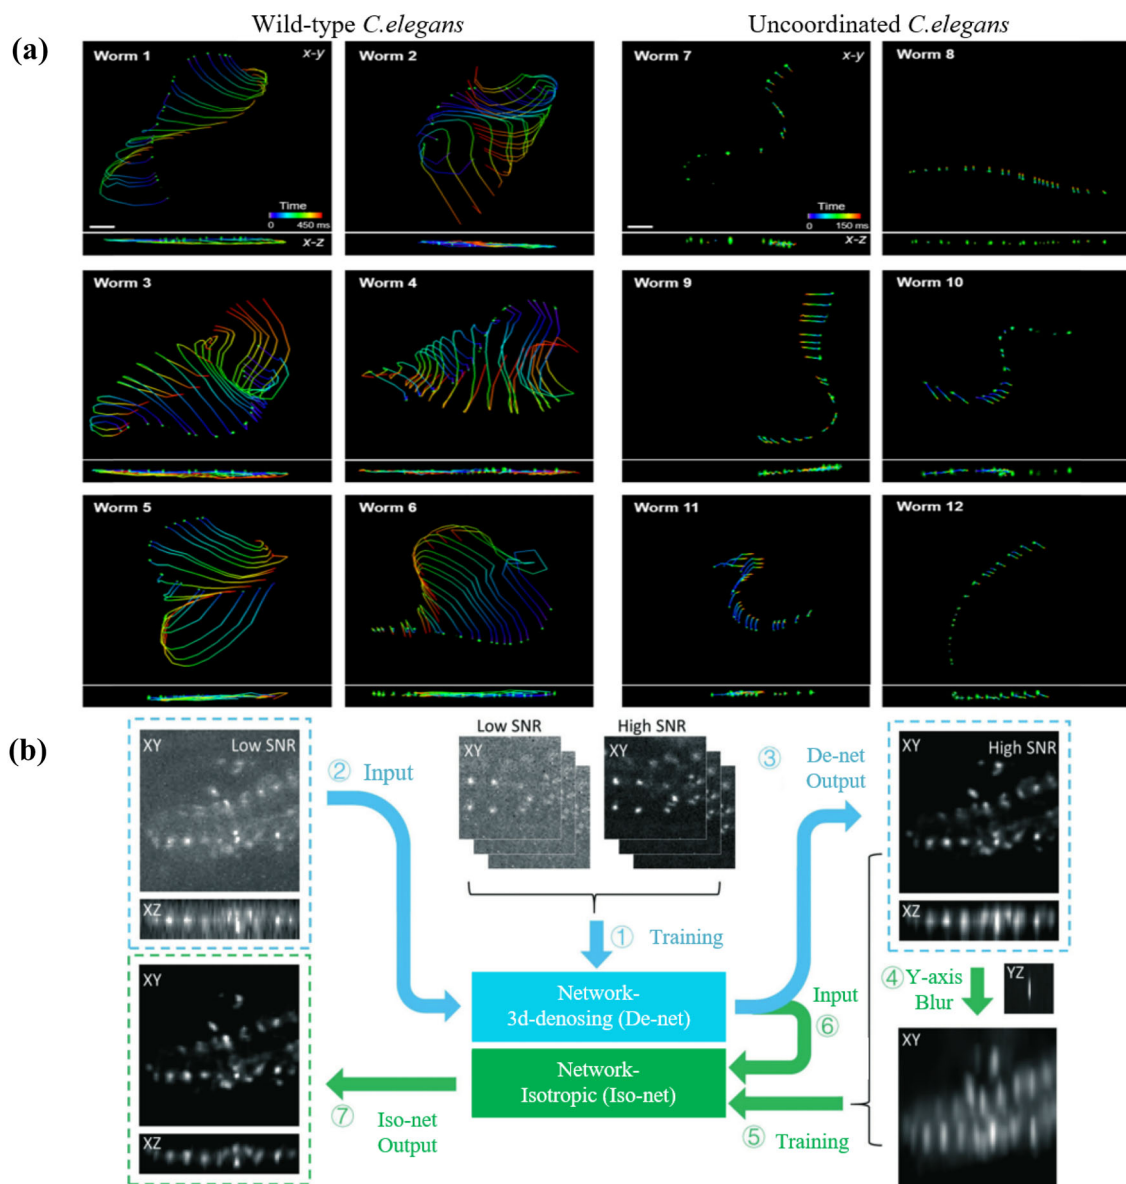 Wild-type C.elegans
Uncoordinated C.elegans
(a)
Worm 1
x-y
Time
0 450 ms
x-z
Worm 2
Worm 7
x-y
Time
0 150 ms
x-z
Worm 8
Worm 3
Worm 4
Worm 9
Worm 10
Worm 5
Worm 6
Worm 11
Worm 12
(b)
XY
Low SNR
XZ
② Input
Low SNR
High SNR
XY
XY
① Training
③ De-net
Output
XY
High SNR
XZ
Network-
3d-denosing (De-net)
Input
⑥
④ Y-axis
Blur
YZ
XY
XY
XZ
⑦ Iso-net
Output
Network-
Isotropic (Iso-net)
⑤ Training